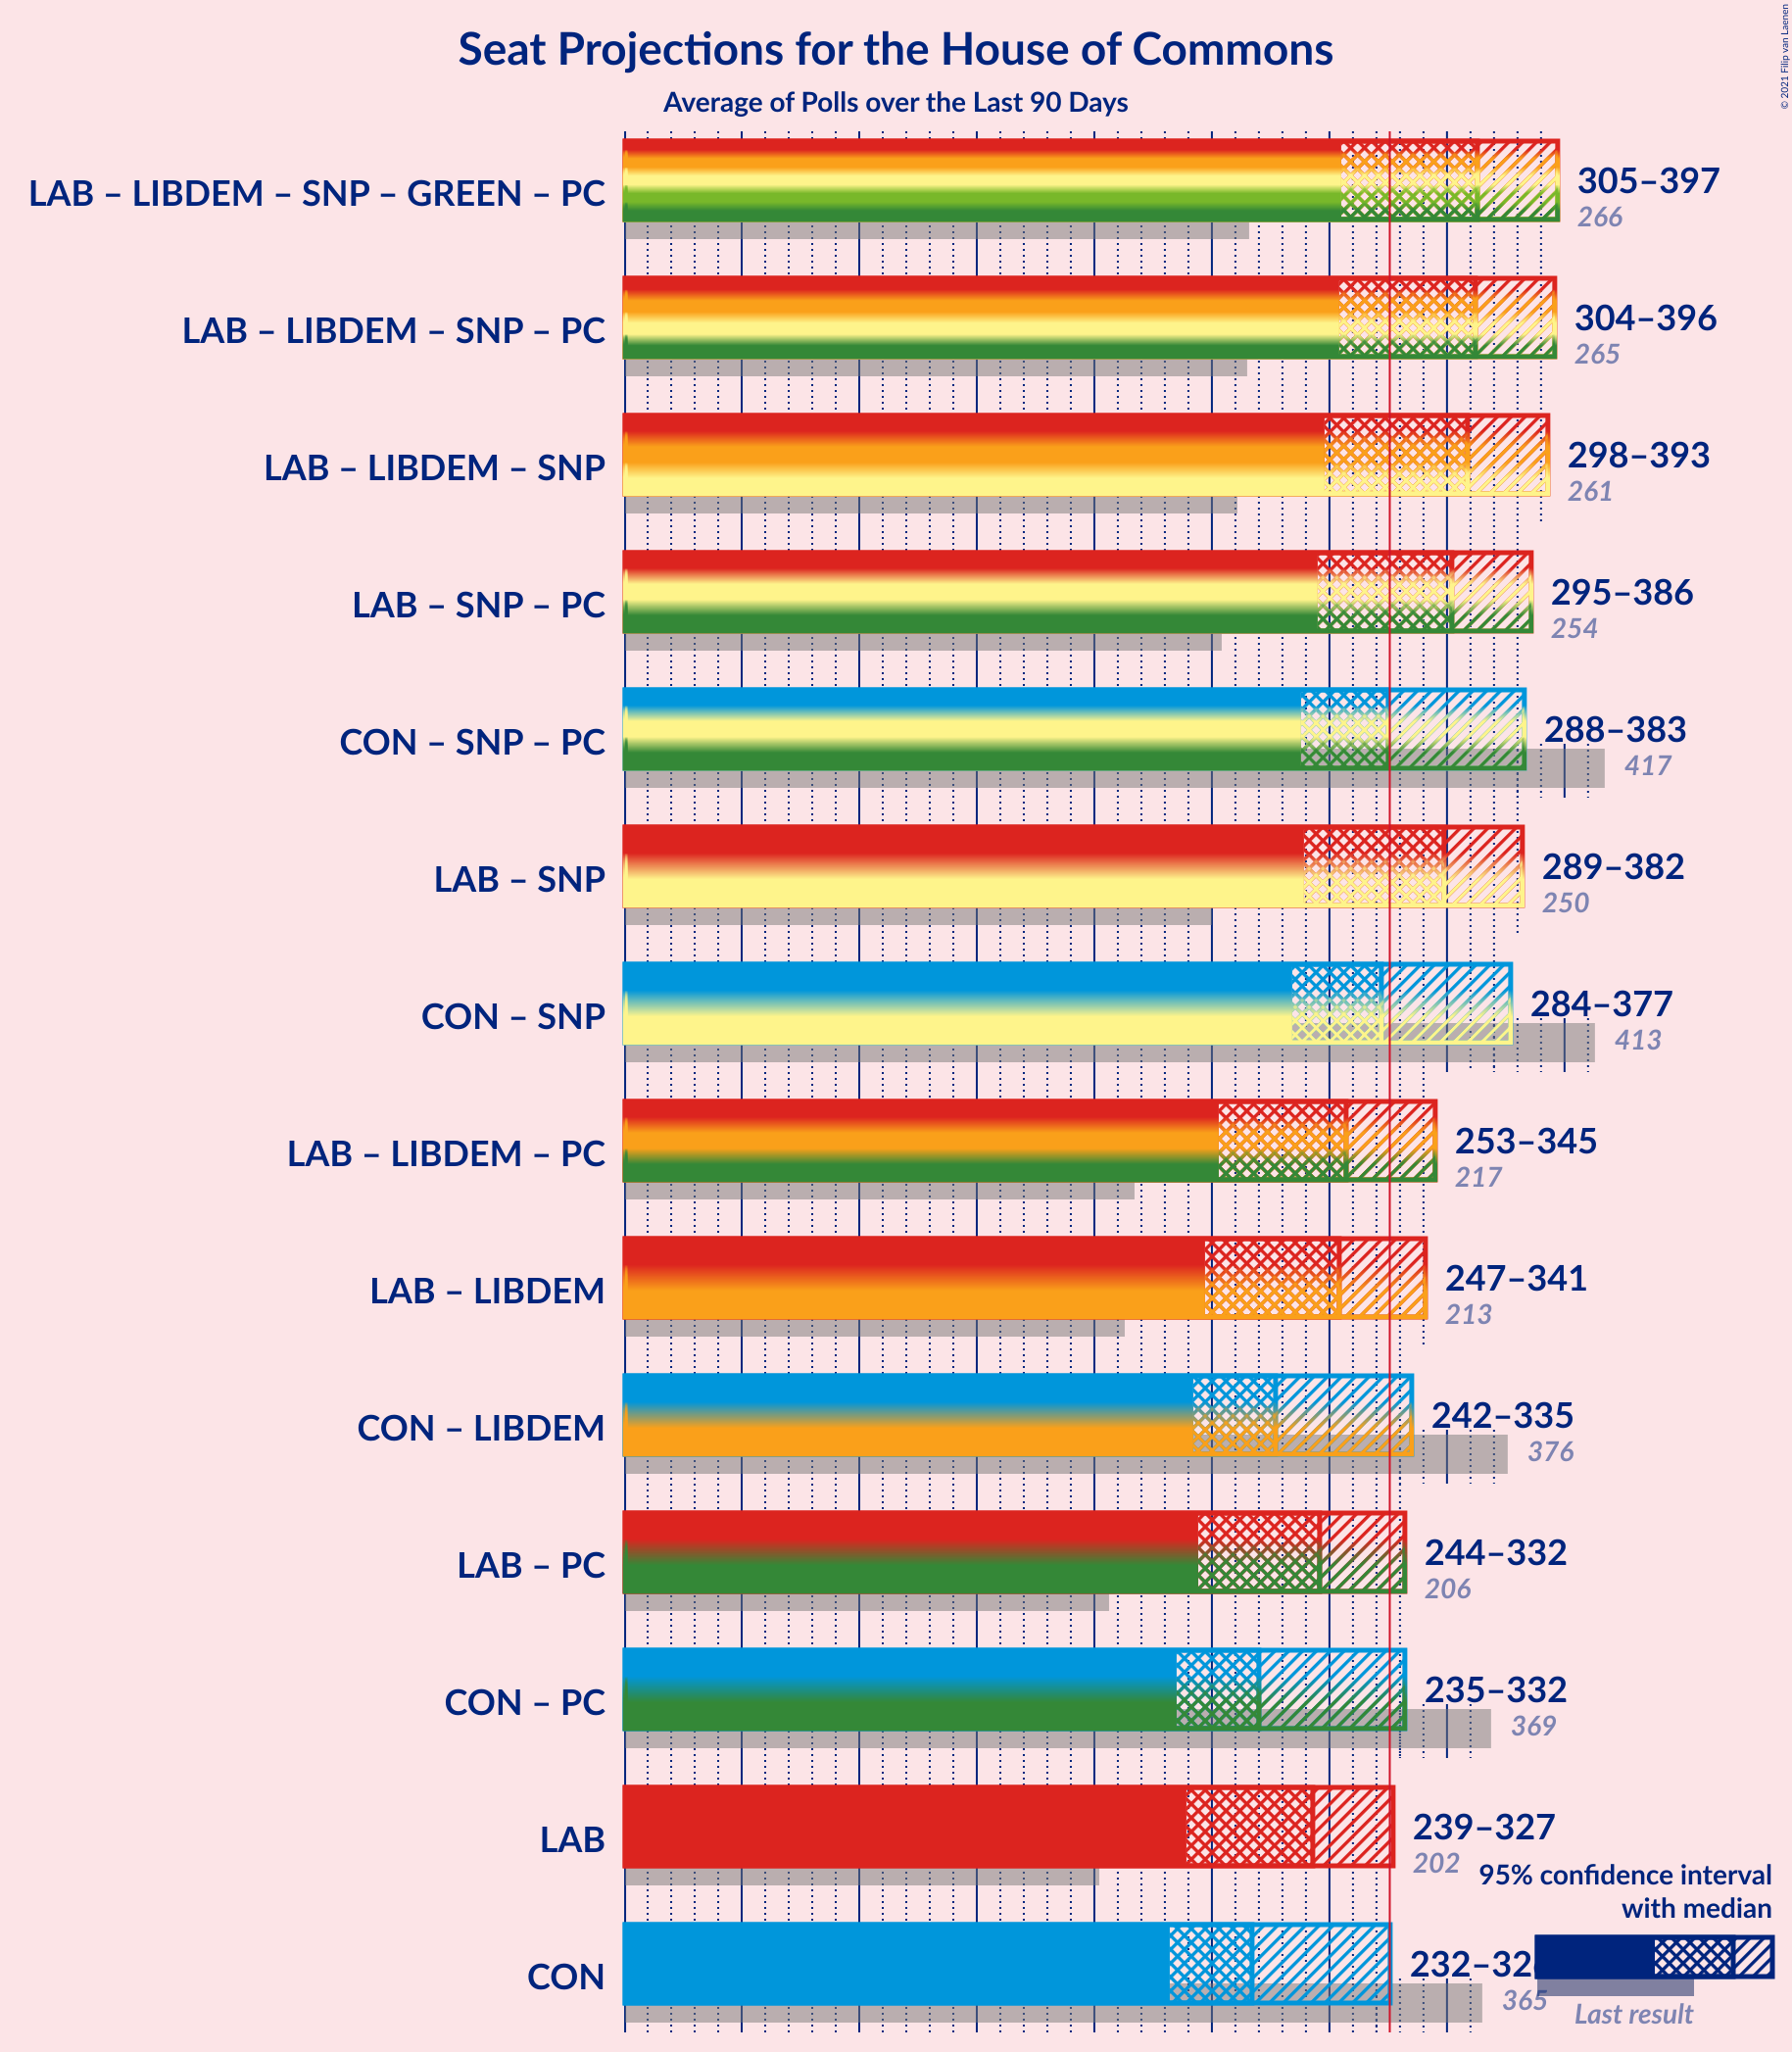 © 2021 Filip van Laenen
Seat Projections for the House of Commons
Average of Polls over the Last 90 Days
LAB – LIBDEM – SNP – GREEN – PC
305–397
266
LAB – LIBDEM – SNP – PC
304–396
265
LAB – LIBDEM – SNP
298–393
261
LAB – SNP – PC
295–386
254
CON – SNP – PC
288–383
417
LAB – SNP
289–382
250
CON – SNP
284–377
413
LAB – LIBDEM – PC
253–345
217
LAB – LIBDEM
247–341
213
CON – LIBDEM
242–335
376
LAB – PC
244–332
206
CON – PC
235–332
369
LAB
239–327
202
CON
232–32
365
95% confidence interval
with median
Last result